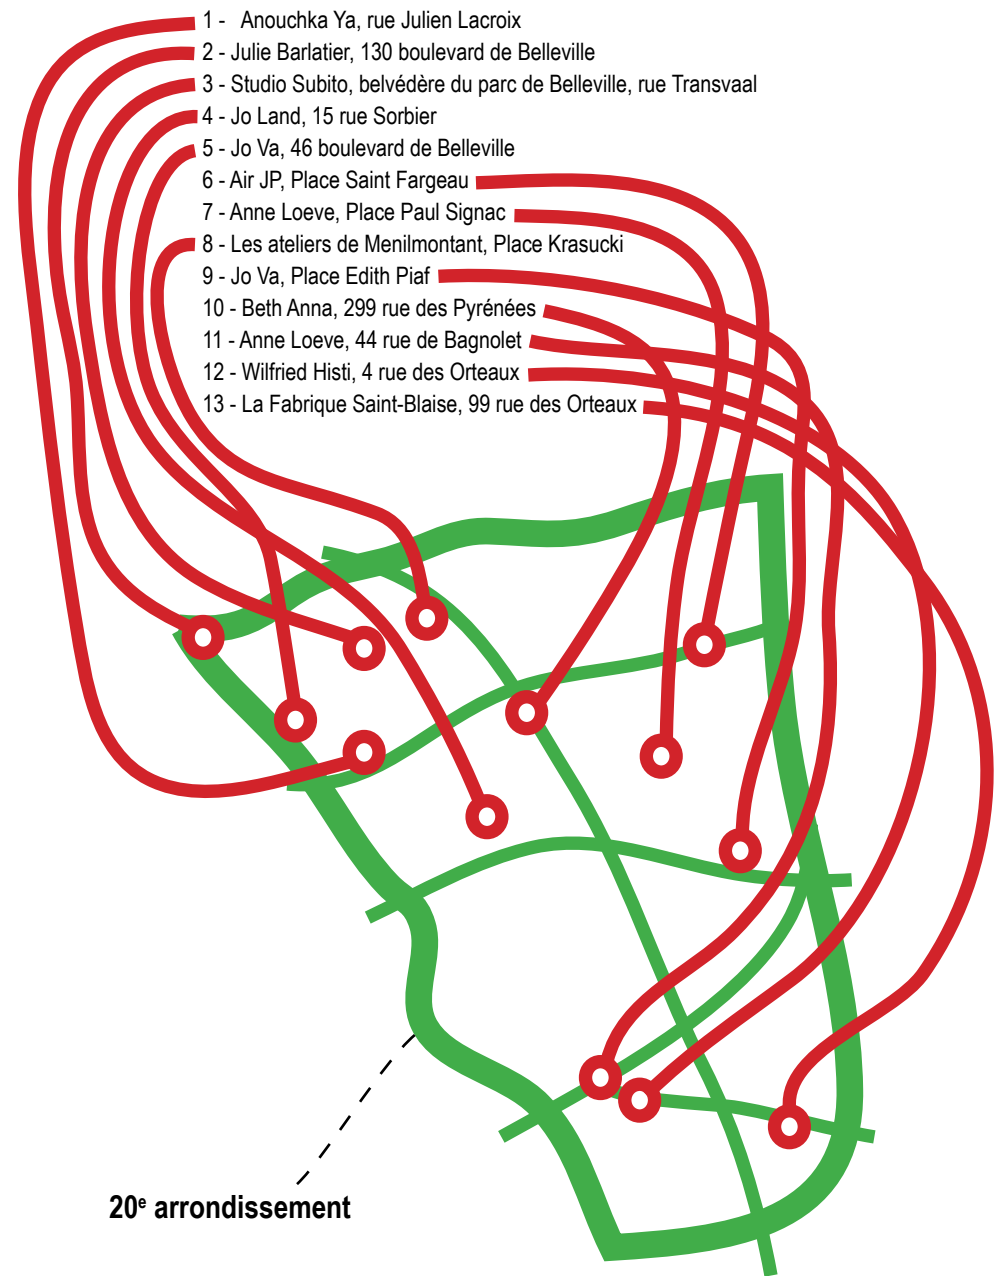 1 - Anouchka Ya, rue Julien Lacroix
2 - Julie Barlatier, 130 boulevard de Belleville
3 - Studio Subito, belvédère du parc de Belleville, rue Transvaal
4 - Jo Land, 15 rue Sorbier
5 - Jo Va, 46 boulevard de Belleville
6 - Air JP, Place Saint Fargeau
7 - Anne Loeve, Place Paul Signac
8 - Les ateliers de Menilmontant, Place Krasucki
9 - Jo Va, Place Edith Piaf
10 - Beth Anna, 299 rue des Pyrénées
11 - Anne Loeve, 44 rue de Bagnolet
12 - Wilfried Histi, 4 rue des Orteaux
13 - La Fabrique Saint-Blaise, 99 rue des Orteaux
20e arrondissement